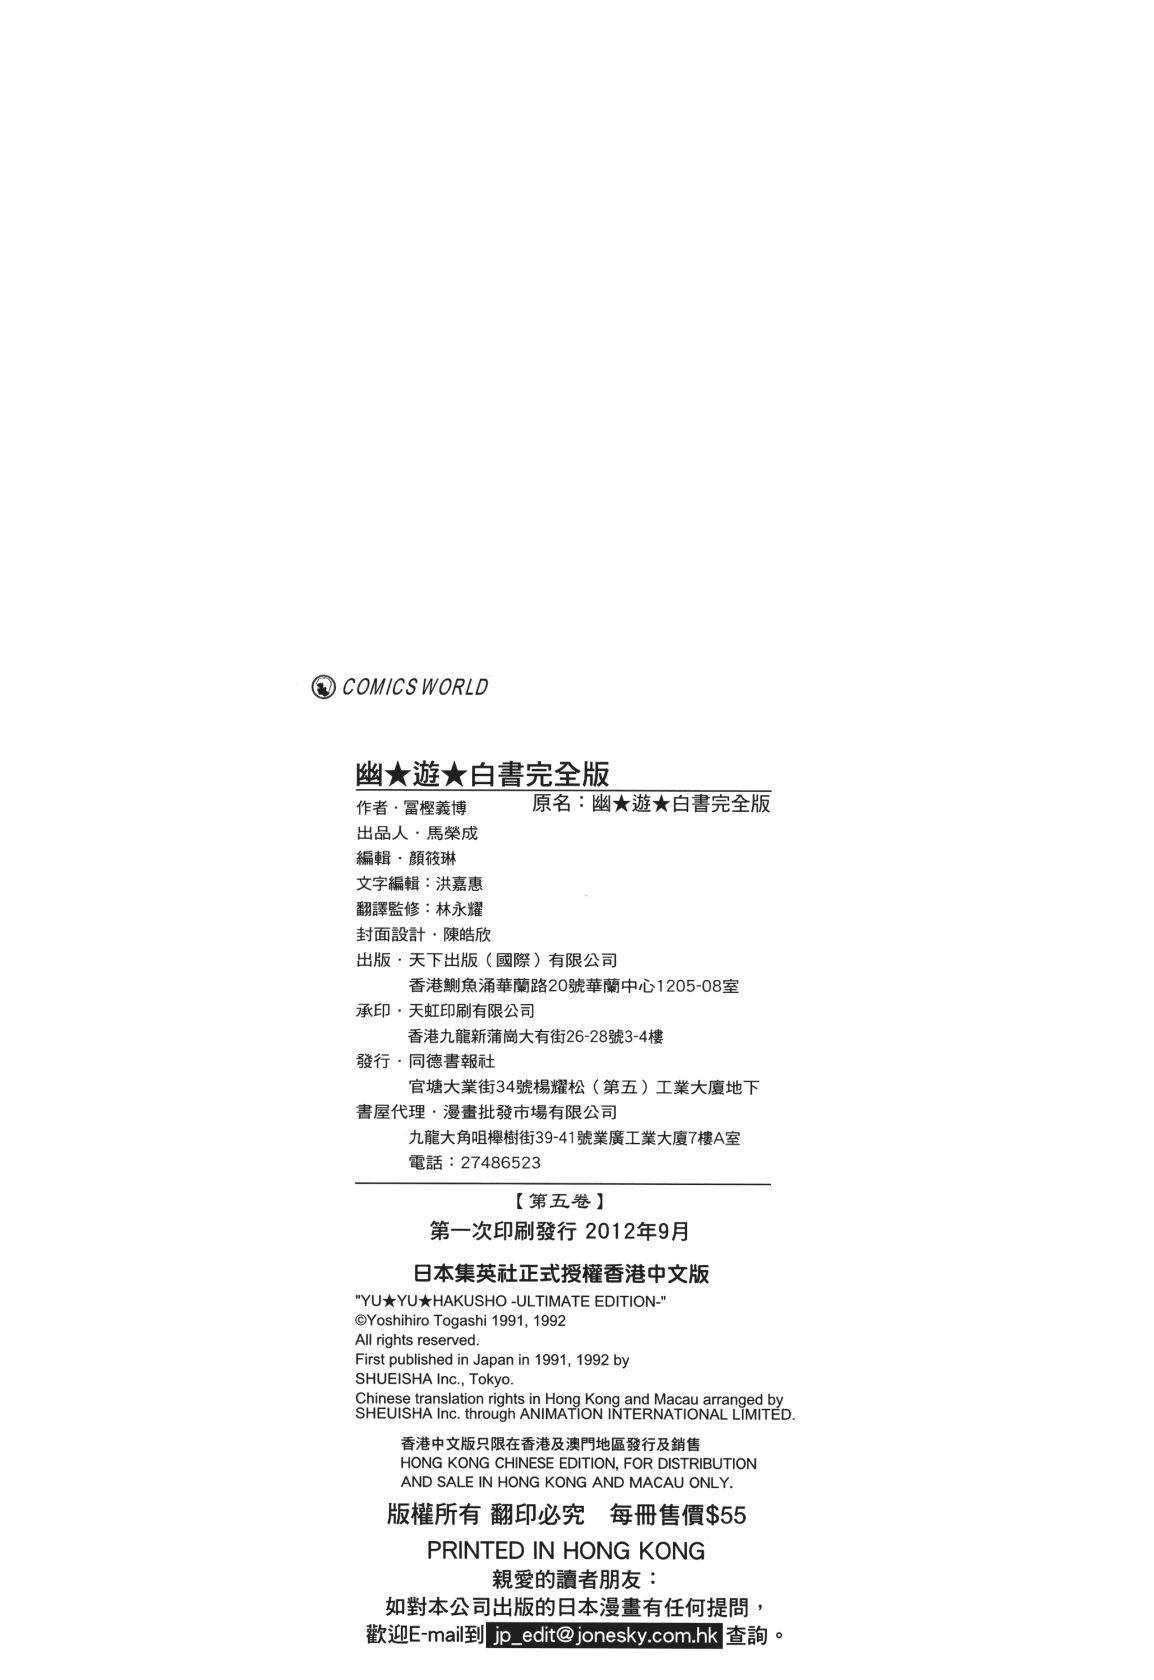 COMICS WORLD
幽★遊★白書完全版
原名：幽★遊★白書完全版
作者・冨樫義博
出品人・馬榮成
編輯・顏筱琳
文字編輯：洪嘉惠
翻譯監修：林永耀
封面設計・陳皓欣
出版・天下出版（國際）有限公司
香港鰂魚涌華蘭路20號華蘭中心1205-08室
承印・天虹印刷有限公司
香港九龍新蒲崗大有街26-28號3-4樓
發行・同德書報社
官塘大業街34號楊耀松（第五）工業大廈地下
書屋代理・漫畫批發市場有限公司
九龍大角咀櫸樹街39-41號業廣工業大廈7樓A室
電話：27486523
【第五卷】
第一次印刷發行 2012年9月
日本集英社正式授權香港中文版
"YU★YU★HAKUSHO -ULTIMATE EDITION-"
©Yoshihiro Togashi 1991, 1992
All rights reserved.
First published in Japan in 1991, 1992 by
SHUEISHA Inc., Tokyo.
Chinese translation rights in Hong Kong and Macau arranged by
SHEUISHA Inc. through ANIMATION INTERNATIONAL LIMITED.
香港中文版只限在香港及澳門地區發行及銷售
HONG KONG CHINESE EDITION, FOR DISTRIBUTION
AND SALE IN HONG KONG AND MACAU ONLY.
版權所有 翻印必究　每冊售價$55
PRINTED IN HONG KONG
親愛的讀者朋友：
如對本公司出版的日本漫畫有任何提問，
歡迎E-mail到 jp_edit@jonesky.com.hk 查詢。